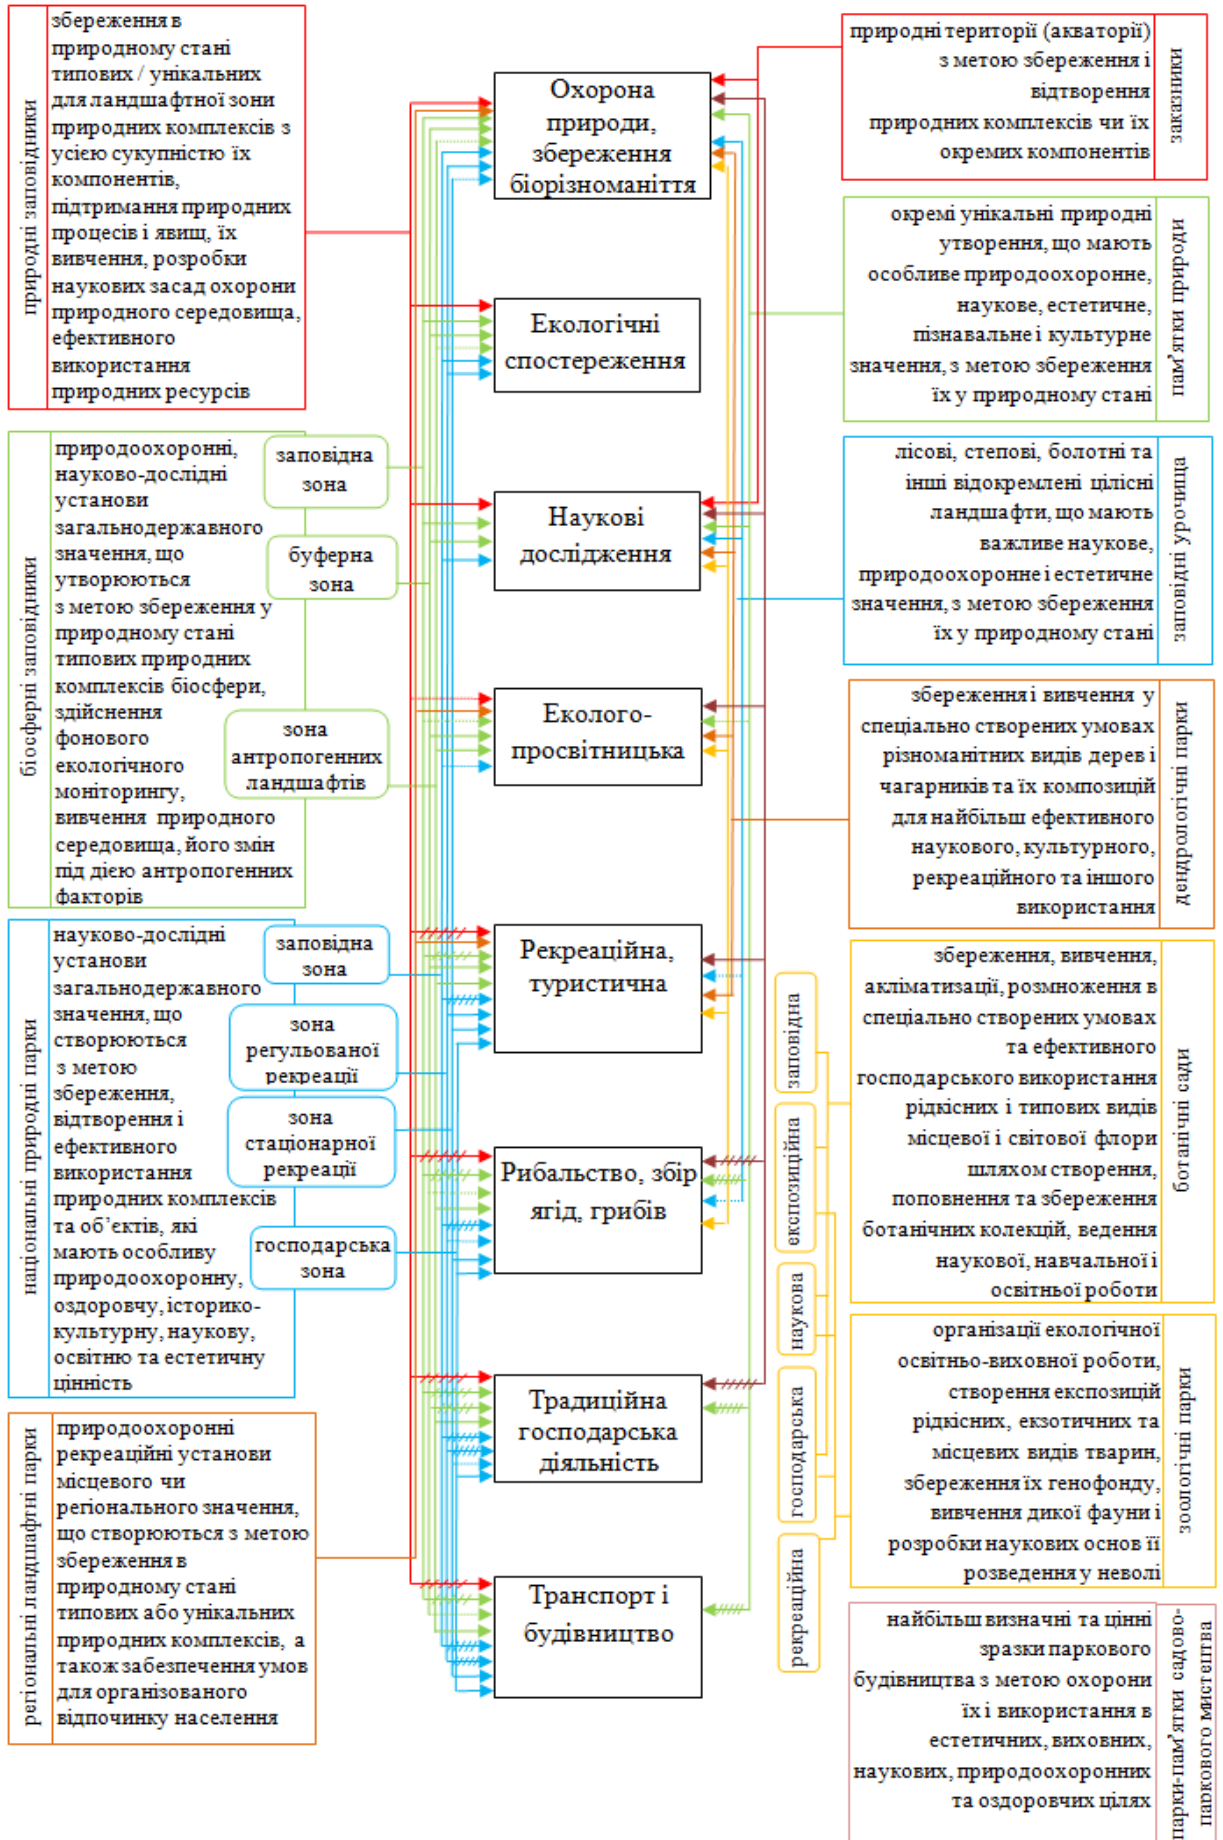 природні заповідники
збереження в
природному стані
типових / унікальних
для ландшафтної зони
природних комплексів з
усією сукупністю їх
компонентів,
підтримання природних
процесів і явищ, їх
вивчення, розробки
наукових засад охорони
природного середовища,
ефективного
використання
природних ресурсів
біосферні заповідники
природоохоронні,
науково-дослідні
установи
загальнодержавного
значення, що
утворюються
з метою збереження у
природному стані
типових природних
комплексів біосфери,
здійснення
фонового
екологічного
моніторингу,
вивчення природного
середовища, його змін
під дією антропогенних
факторів
заповідна
зона
буферна
зона
зона
антропогенних
ландшафтів
національні природні парки
науково-дослідні
установи
загальнодержавного
значення, що
створюються
з метою
збереження,
відтворення і
ефективного
використання
природних комплексів
та об’єктів, які
мають особливу
природоохоронну,
оздоровчу, історико-
культурну, наукову,
освітню та естетичну
цінність
заповідна
зона
зона
регульованої
рекреації
зона
стаціонарної
рекреації
господарська
зона
регіональні ландшафтні парки
природоохоронні
рекреаційні установи
місцевого чи
регіонального значення,
що створюються з метою
збереження в
природному стані
типових або унікальних
природних комплексів, а
також забезпечення умов
для організованого
відпочинку населення
Охорона
природи,
збереження
біорізноманіття
Екологічні
спостереження
Наукові
дослідження
Еколого-
просвітницька
Рекреаційна,
туристична
Рибальство, збір
ягід, грибів
Традиційна
господарська
діяльність
Транспорт і
будівництво
природні території (акваторії)
з метою збереження і
відтворення
природних комплексів чи їх
окремих компонентів
заказники
окремі унікальні природні
утворення, що мають
особливе природоохоронне,
наукове, естетичне,
пізнавальне і культурне
значення, з метою збереження
їх у природному стані
пам’ятки природи
лісові, степові, болотні та
інші відокремлені цілісні
ландшафти, що мають
важливе наукове,
природоохоронне і естетичне
значення, з метою збереження
їх у природному стані
заповідні урочища
збереження і вивчення у
спеціально створених умовах
різноманітних видів дерев і
чагарників та їх композицій
для найбільш ефективного
наукового, культурного,
рекреаційного та іншого
використання
дендрологічні парки
збереження, вивчення,
акліматизації, розмноження в
спеціально створених умовах
та ефективного
господарського використання
рідкісних і типових видів
місцевої і світової флори
шляхом створення,
поповнення та збереження
ботанічних колекцій, ведення
наукової, навчальної і
освітньої роботи
ботанічні сади
заповідна
експозиційна
наукова
господарська
рекреаційна
організації екологічної
освітньо-виховної роботи,
створення експозицій
рідкісних, екзотичних та
місцевих видів тварин,
збереження їх генофонду,
вивчення дикої фауни і
розробки наукових основ її
розведення у неволі
зоологічні парки
найбільш визначні та цінні
зразки паркового
будівництва з метою охорони
їх і використання в
естетичних, виховних,
наукових, природоохоронних
та оздоровчих цілях
парки-пам’ятки садово-
паркового мистецтва